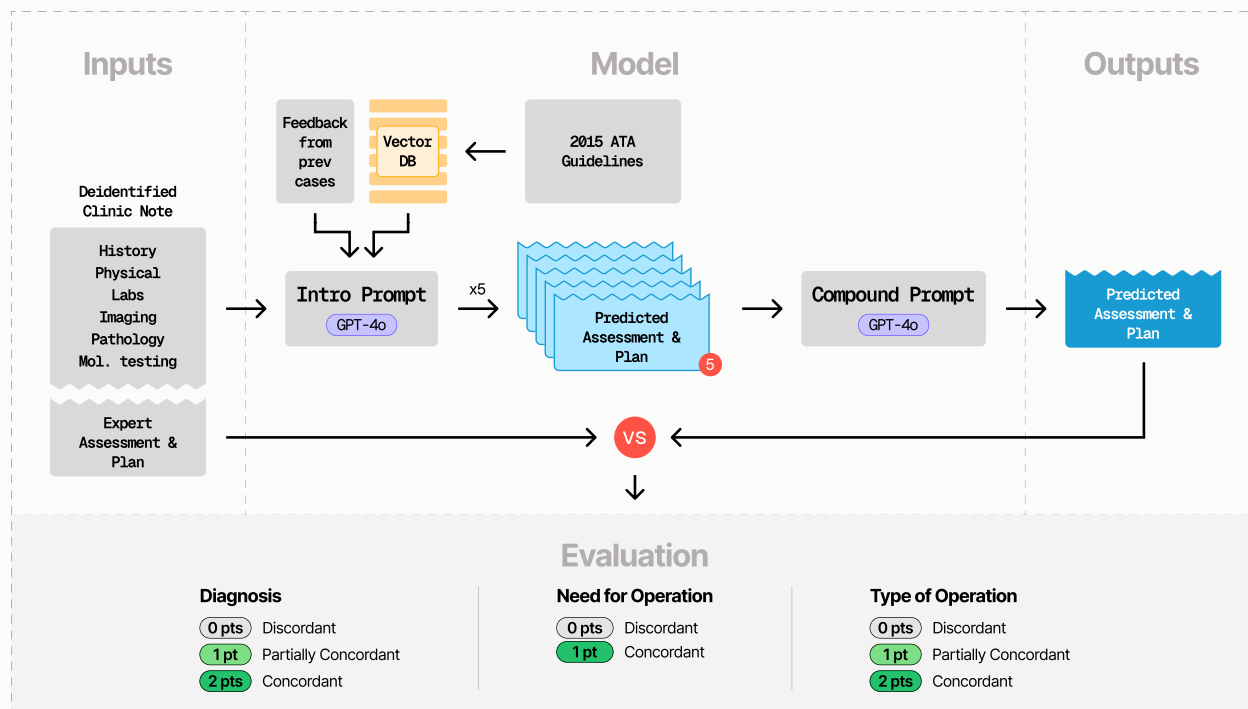 Inputs
Model
Outputs
Feedback
from
prev
cases
Vector
DB
2015 ATA
Guidelines
Deidentified
Clinic Note
History
Physical
Labs
Imaging
Pathology
Mol. testing
Intro Prompt
GPT-4o
x5
Predicted
Assessment &
Plan
5
Compound Prompt
GPT-4o
Predicted
Assessment &
Plan
Expert
Assessment &
Plan
VS
Evaluation
Diagnosis
0 pts Discordant
1 pt Partially Concordant
2 pts Concordant
Need for Operation
0 pts Discordant
1 pt Concordant
Type of Operation
0 pts Discordant
1 pt Partially Concordant
2 pts Concordant